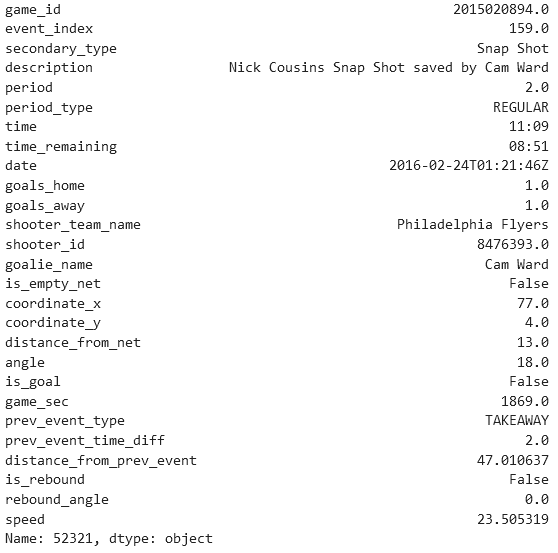 game_id 2015020894.0
event_index 159.0
secondary_type Snap Shot
description Nick Cousins Snap Shot saved by Cam Ward
period 2.0
period_type REGULAR
time 11:09
time_remaining 08:51
date 2016-02-24T01:21:46Z
goals_home 1.0
goals_away 1.0
shooter_team_name Philadelphia Flyers
shooter_id 8476393.0
goalie_name Cam Ward
is_empty_net False
coordinate_x 77.0
coordinate_y 4.0
distance_from_net 13.0
angle 18.0
is_goal False
game_sec 1869.0
prev_event_type TAKEAWAY
prev_event_time_diff 2.0
distance_from_prev_event 47.010637
is_rebound False
rebound_angle 0.0
speed 23.505319
Name: 52321, dtype: object